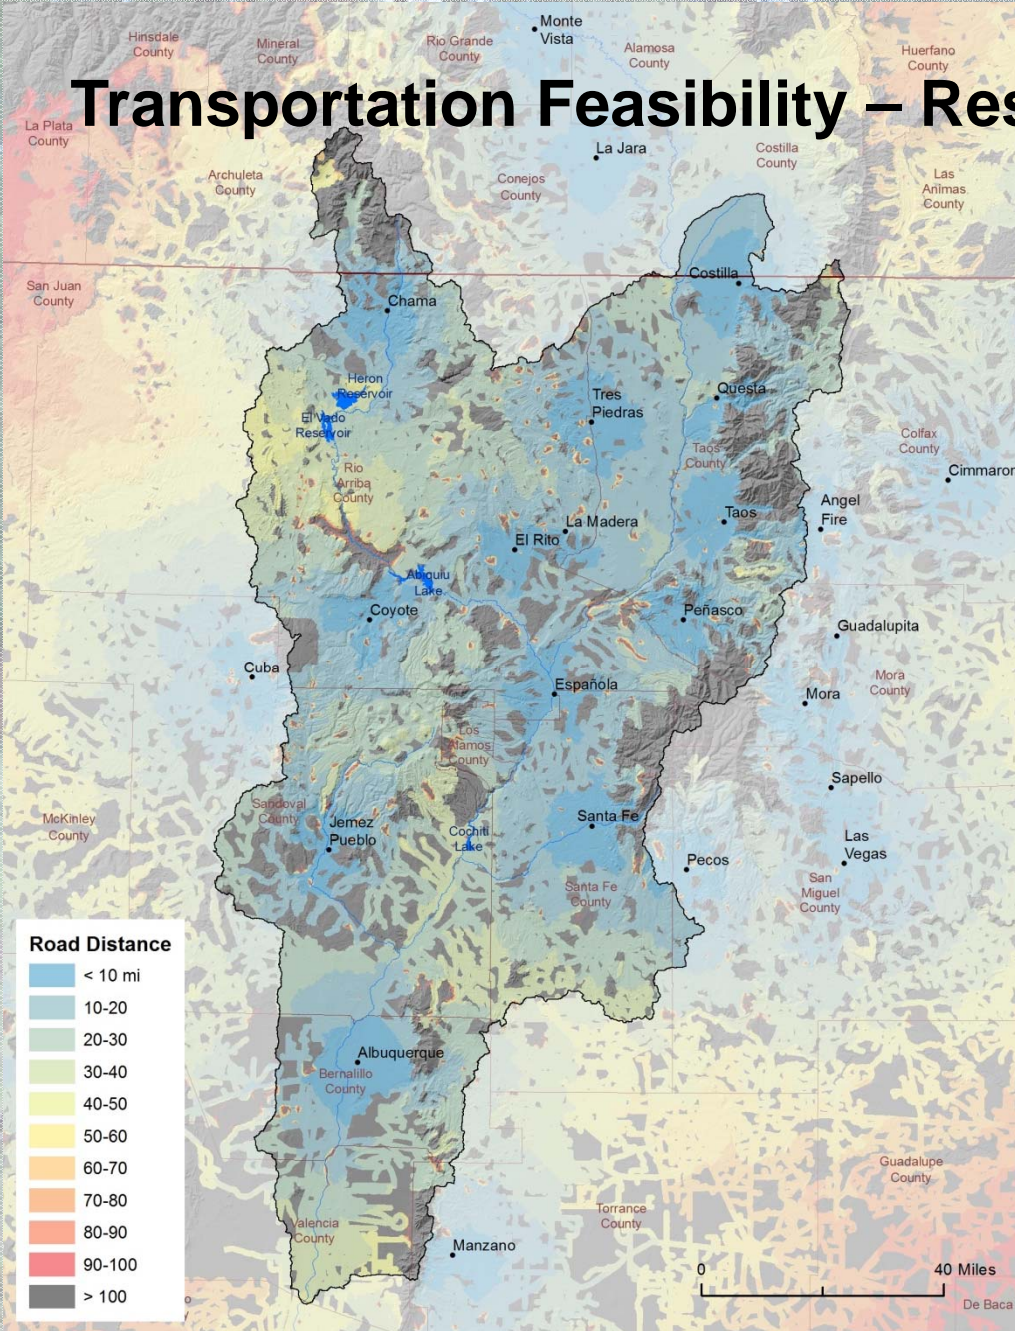 Monte
Vista
Hinsdale
County
Mineral
County
Rio Grande
County
Alamosa
County
Huerfano
County
Transportation Feasibility – Res
La Plata
County
La Jara
Costilla
County
Archuleta
County
Conejos
County
Las
Animas
County
San Juan
County
Costilla
Chama
Heron
Reservoir
El Vado
Reservoir
Tres
Piedras
Questa
Taos
County
Colfax
County
Cimmaron
Rio
Arriba
County
Angel
Fire
Taos
La Madera
El Rito
Abiquiu
Lake
Coyote
Peñasco
Guadalupita
Cuba
Española
Mora
County
Mora
Los
Alamos
County
Sapello
Sandoval
County
McKinley
County
Jemez
Pueblo
Cochiti
Lake
Santa Fe
Las
Vegas
Pecos
San
Miguel
County
Santa Fe
County
Road Distance
< 10 mi
10-20
20-30
30-40
40-50
50-60
60-70
70-80
80-90
90-100
> 100
Albuquerque
Bernalillo
County
Guadalupe
County
Torrance
County
Valencia
County
Manzano
0 40 Miles
De Baca